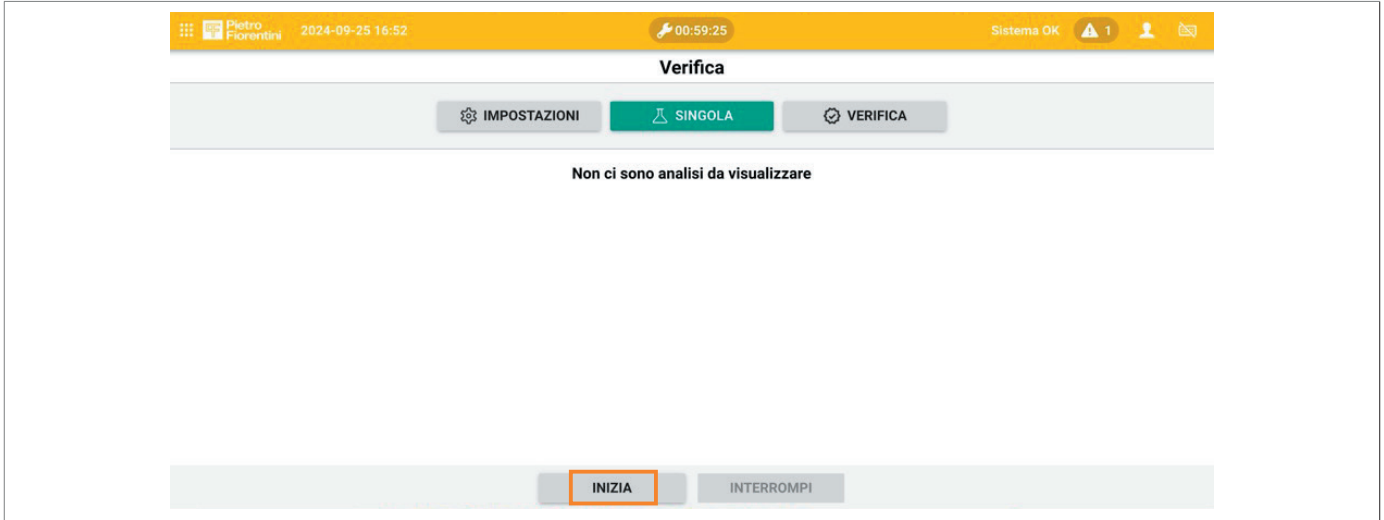 Pietro Fiorentini 2024-09-25 16:52 00:59:25 Sistema OK 1
Verifica
IMPOSTAZIONI SINGOLA VERIFICA
Non ci sono analisi da visualizzare
INIZIA INTERROMPI